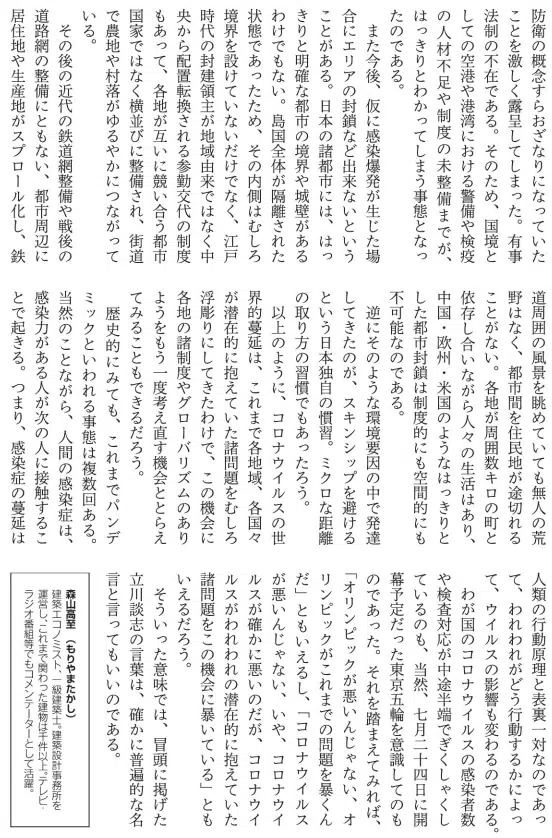 防衛の概念すらおざなりになっていた
ことを激しく露呈してしまった。有事
法制の不在である。そのため、国境と
しての空港や港湾における警備や検疫
の人材不足や制度の未整備までが、
はっきりとわかってしまう事態となっ
たのである。
また今後、仮に感染爆発が生じた場
合にエリアの封鎖など出来ないという
ことがある。日本の諸都市には、はっ
きりと明確な都市の境界や城壁がある
わけでもない。島国全体が隔離された
状態であったため、その内側はむしろ
境界を設けていないだけでなく、江戸
時代の封建領主が地域由来ではなく中
央から配置転換される参勤交代の制度
もあって、各地が互いに競い合う都市
国家ではなく横並びに整備され、街道
で農地や村落がゆるやかにつながって
いる。
その後の近代の鉄道網整備や戦後の
道路網の整備にともない、都市周辺に
居住地や生産地がスプロール化し、鉄
道周囲の風景を眺めていても無人の荒
野はなく、都市間を住民地が途切れる
ことがない。各地が周囲数キロの町と
依存し合いながら人々の生活はあり、
中国・欧州・米国のようなはっきりと
した都市封鎖は制度的にも空間的にも
不可能なのである。
逆にそのような環境要因の中で発達
してきたのが、スキンシップを避ける
という日本独自の慣習。ミクロな距離
の取り方の習慣でもあったろう。
以上のように、コロナウイルスの世
界的蔓延は、これまで各地域、各国々
が潜在的に抱えていた諸問題をむしろ
浮彫りにしてきたわけで、この機会に
各地の諸制度やグローバリズムのあり
ようをもう一度考え直す機会ととらえ
てみることもできるだろう。
歴史的にみても、これまでパンデ
ミックといわれる事態は複数回ある。
当然のことながら、人間の感染症は、
感染力がある人が次の人に接触するこ
とで起きる。つまり、感染症の蔓延は
人類の行動原理と表裏一対なのであっ
て、われわれがどう行動するかによっ
て、ウイルスの影響も変わるのである。
わが国のコロナウイルスの感染者数
や検査対応が中途半端でぎくしゃくし
ているのも、当然、七月二十四日に開
幕予定だった東京五輪を意識してのも
のであった。それを踏まえてみれば、
「オリンピックが悪いんじゃない、オ
リンピックがこれまでの問題を暴くん
だ」ともいえるし、「コロナウイルス
が悪いんじゃない、いや、コロナウイ
ルスが確かに悪いのだが、コロナウイ
ルスがわれわれの潜在的に抱えていた
諸問題をこの機会に暴いている」とも
いえるだろう。
そういった意味では、冒頭に掲げた
立川談志の言葉は、確かに普遍的な名
言と言ってもいいのである。
森山高至（もりやまたかし）
建築エコノミスト、一級建築士。建築設計事務所を
運営し、これまで関わった建物は千件以上。テレビ・
ラジオ番組等でもコメンテーターとして活躍。